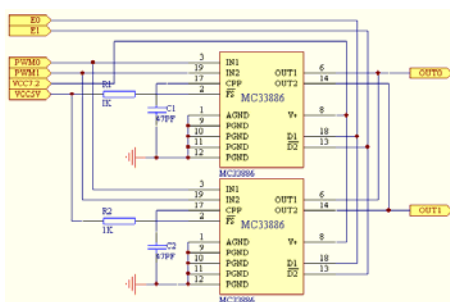 E0
E1
PWM0
PWM1
VCC7.2
VCC5V
R1
1K
C1
47PF
3 IN1
19 IN2
17 CPP
2 Fs
1 AGND
9 PGND
10 PGND
11 PGND
12 PGND
MC33886
OUT1 6
OUT2 14
V+ 8
D1 18
D2 13
MC33886
OUT0
R2
1K
C2
47PF
3 IN1
19 IN2
17 CPP
2 Fs
1 AGND
9 PGND
10 PGND
11 PGND
12 PGND
MC33886
OUT1 6
OUT2 14
V+ 8
D1 18
D2 13
MC33886
OUT1